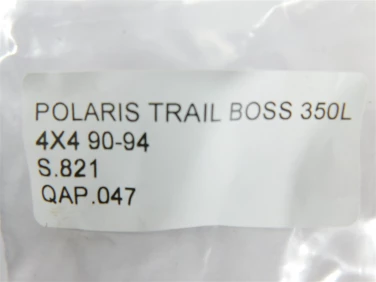 POLARIS TRAIL BOSS 350L
4X4 90-94
S.821
QAP.047